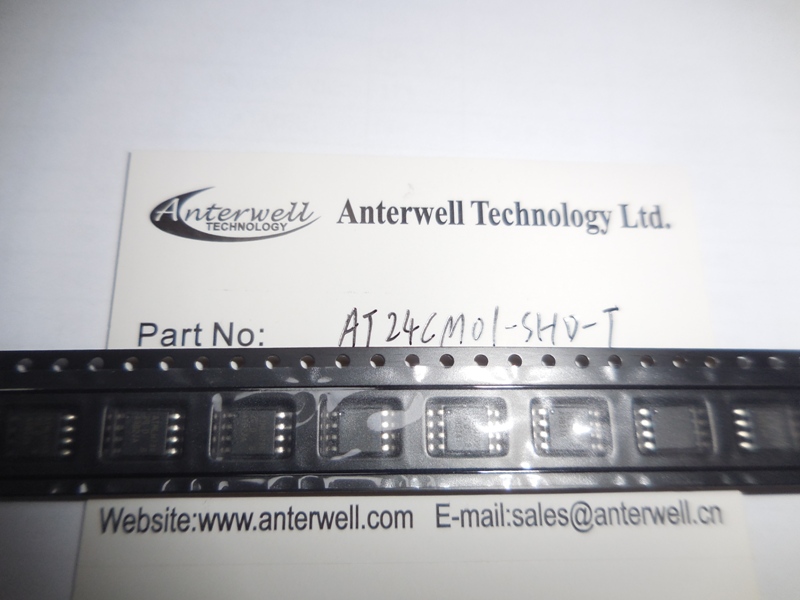 Anterwell
TECHNOLOGY
Anterwell Technology Ltd.
Part No: AT24CM01-SHD-T
Website:www.anterwell.com E-mail:sales@anterwell.cn